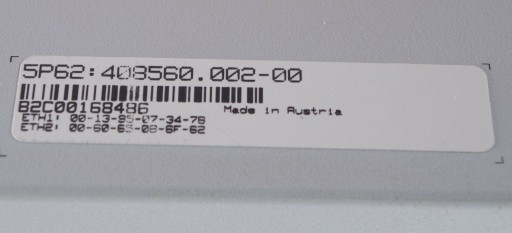 5P62:408560.002-00
B2C00168486
Made in Austria
ETH1: 00-13-95-07-34-78
ETH2: 00-60-65-08-6F-62